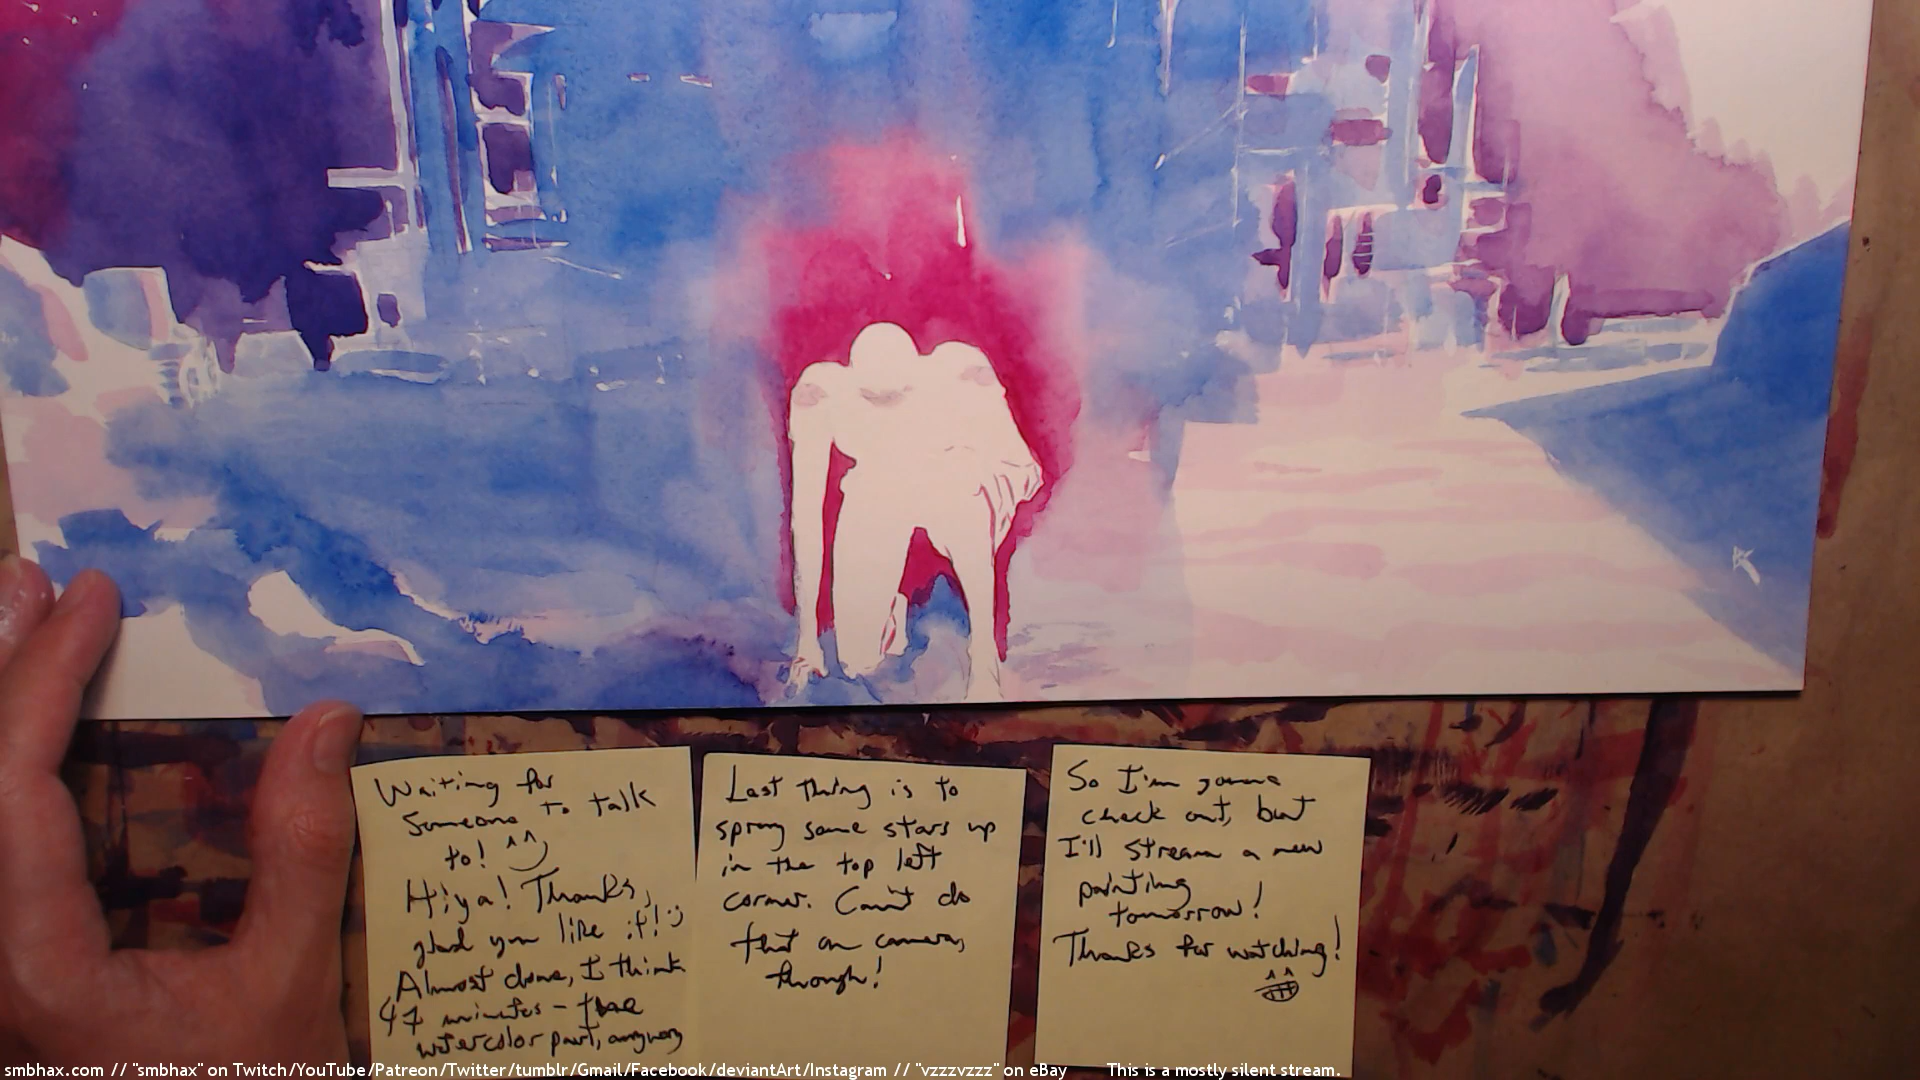 Waiting for
someone to talk
to! ^^
Hiya! Thanks,
glad you like it! :)
Almost done, I think
47 minutes - the
watercolor part, anyway
Last thing is to
spray some stars up
in the top left
corner. Can't do
that on camera,
though!
So I'm gonna
check out, but
I'll stream a new
painting
tomorrow!
Thanks for watching!
^^
smbhax.com // "smbhax" on Twitch/YouTube/Patreon/Twitter/tumblr/Gmail/Facebook/deviantArt/Instagram // "vzzzvzzz" on eBay
This is a mostly silent stream.